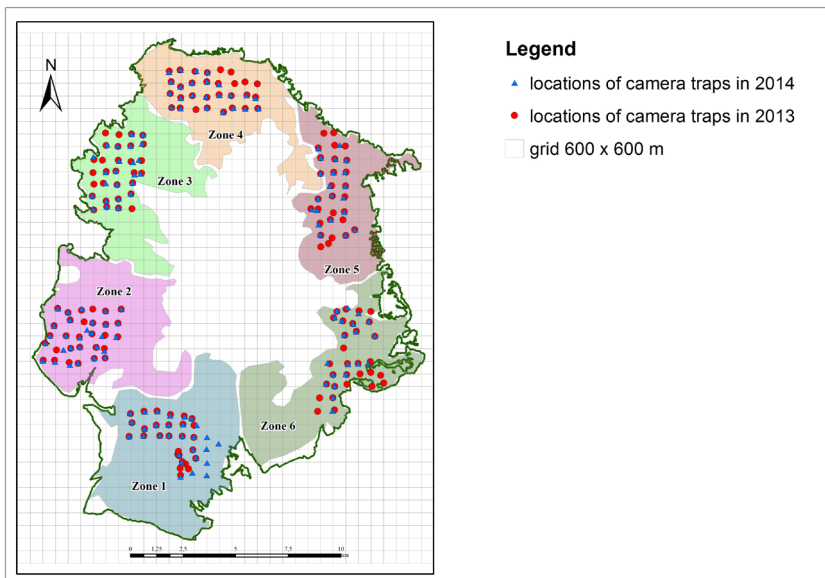 N
Zone 4
Zone 3
Zone 5
Zone 2
Zone 6
Zone 1
0 1,25 2,5 5 7,5 10
Legend
locations of camera traps in 2014
locations of camera traps in 2013
grid 600 x 600 m